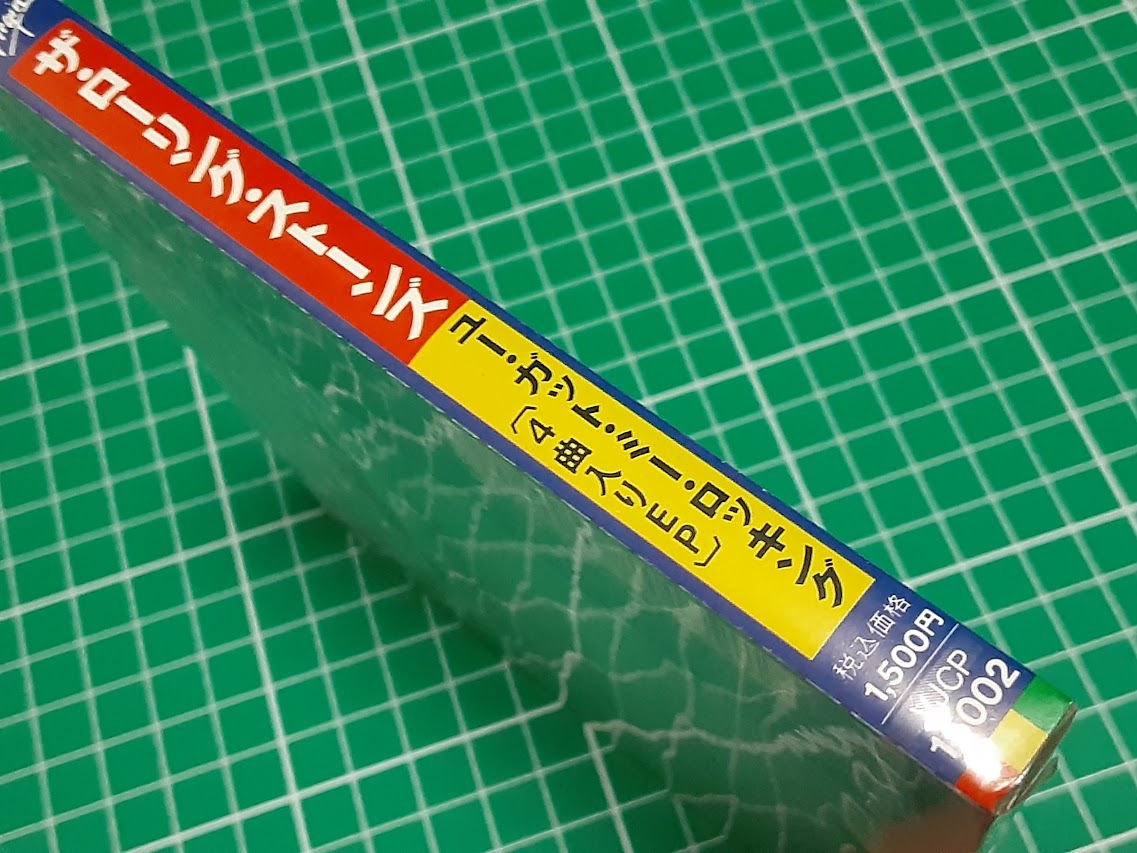 ザ・ローリング・ストーンズ
ユー・ガット・ミー・ロッキング
〔4曲入りEP〕
税込価格
1,500円